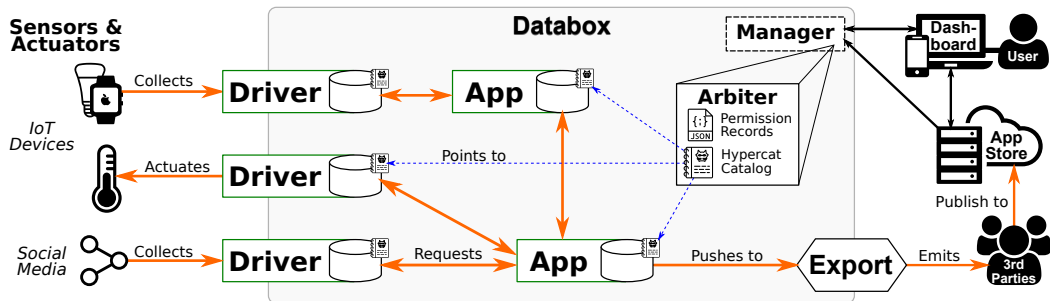 Sensors &
Actuators
Databox
Manager
Dash-
board
User
Collects
Driver
App
Arbiter
{;}
JSON
Permission
Records
Hypercat
Catalog
IoT
Devices
App
Store
Actuates
Driver
Points to
Publish to
Social
Media
Collects
Driver
Requests
App
Pushes to
Export
Emits
3rd
Parties